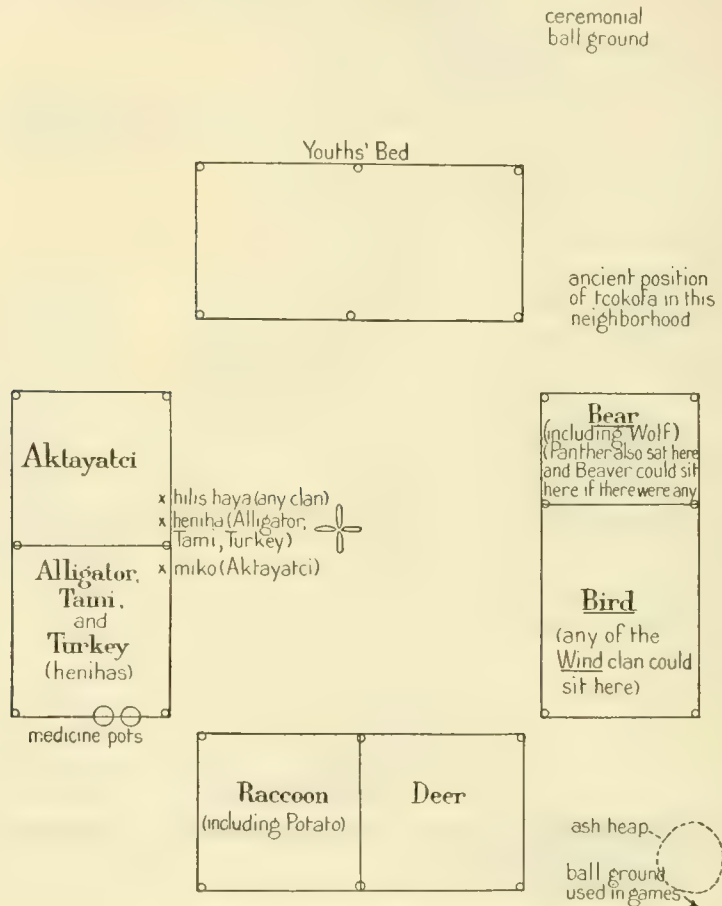 ceremonial
ball ground
Youths' Bed
ancient position
of tcokofa in this
neighborhood
Aktayatci
x hilis haya (any clan)
x heniha (Alligator,
Tami, Turkey)
x miko (Aktayatci)
Alligator,
Tami,
and
Turkey
(henihas)
medicine pots
Bear
(including Wolf)
(Panther also sat here
and Beaver could sit
here if there were any
Bird
(any of the
Wind clan could
sit here)
Raccoon
(including Potato)
Deer
ash heap
ball ground
used in games